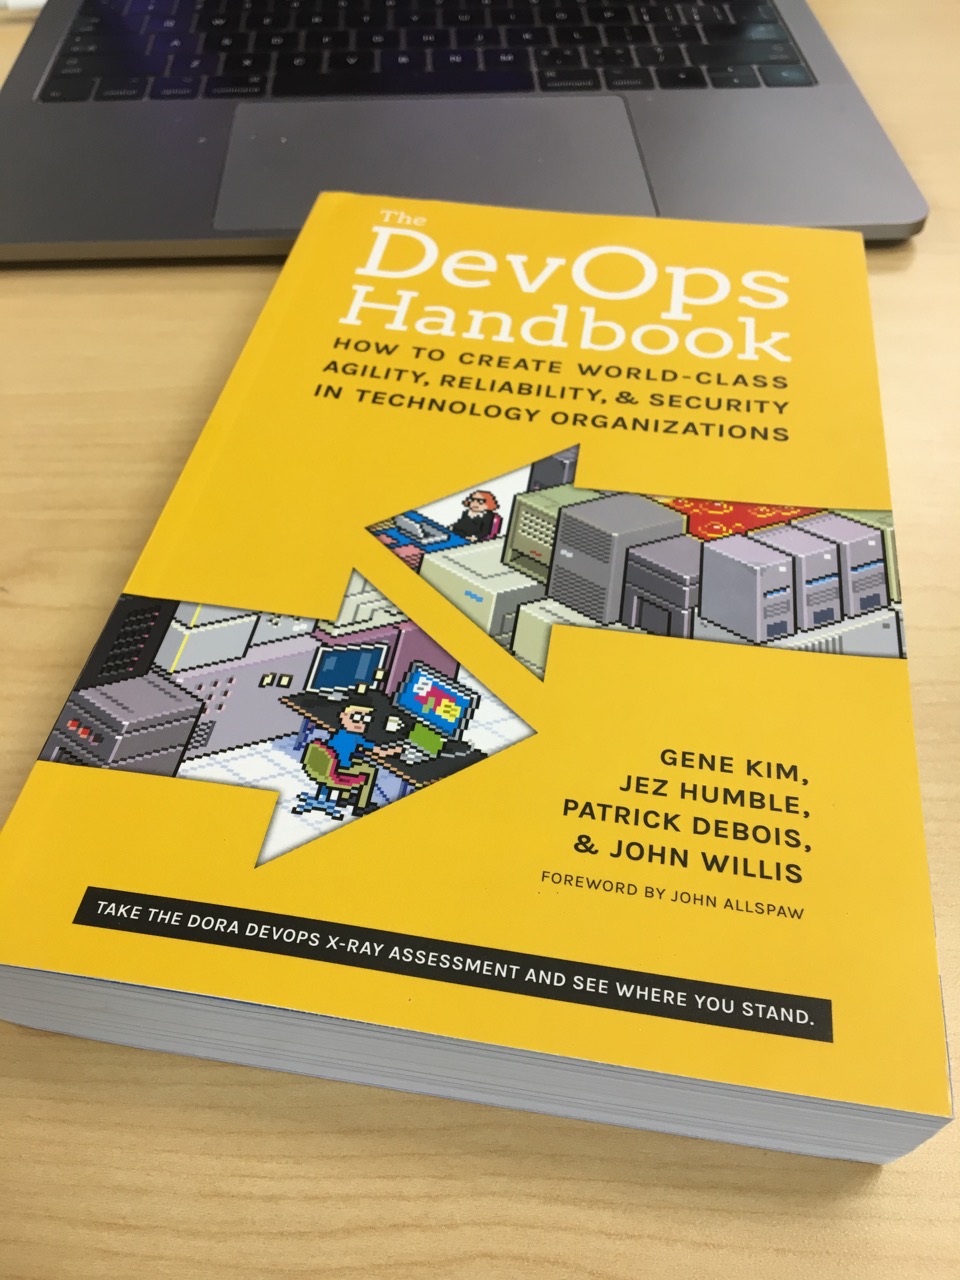 The
DevOps
Handbook
HOW TO CREATE WORLD-CLASS
AGILITY, RELIABILITY, & SECURITY
IN TECHNOLOGY ORGANIZATIONS
GENE KIM,
JEZ HUMBLE,
PATRICK DEBOIS,
& JOHN WILLIS
FOREWORD BY JOHN ALLSPAW
TAKE THE DORA DEVOPS X-RAY ASSESSMENT AND SEE WHERE YOU STAND.